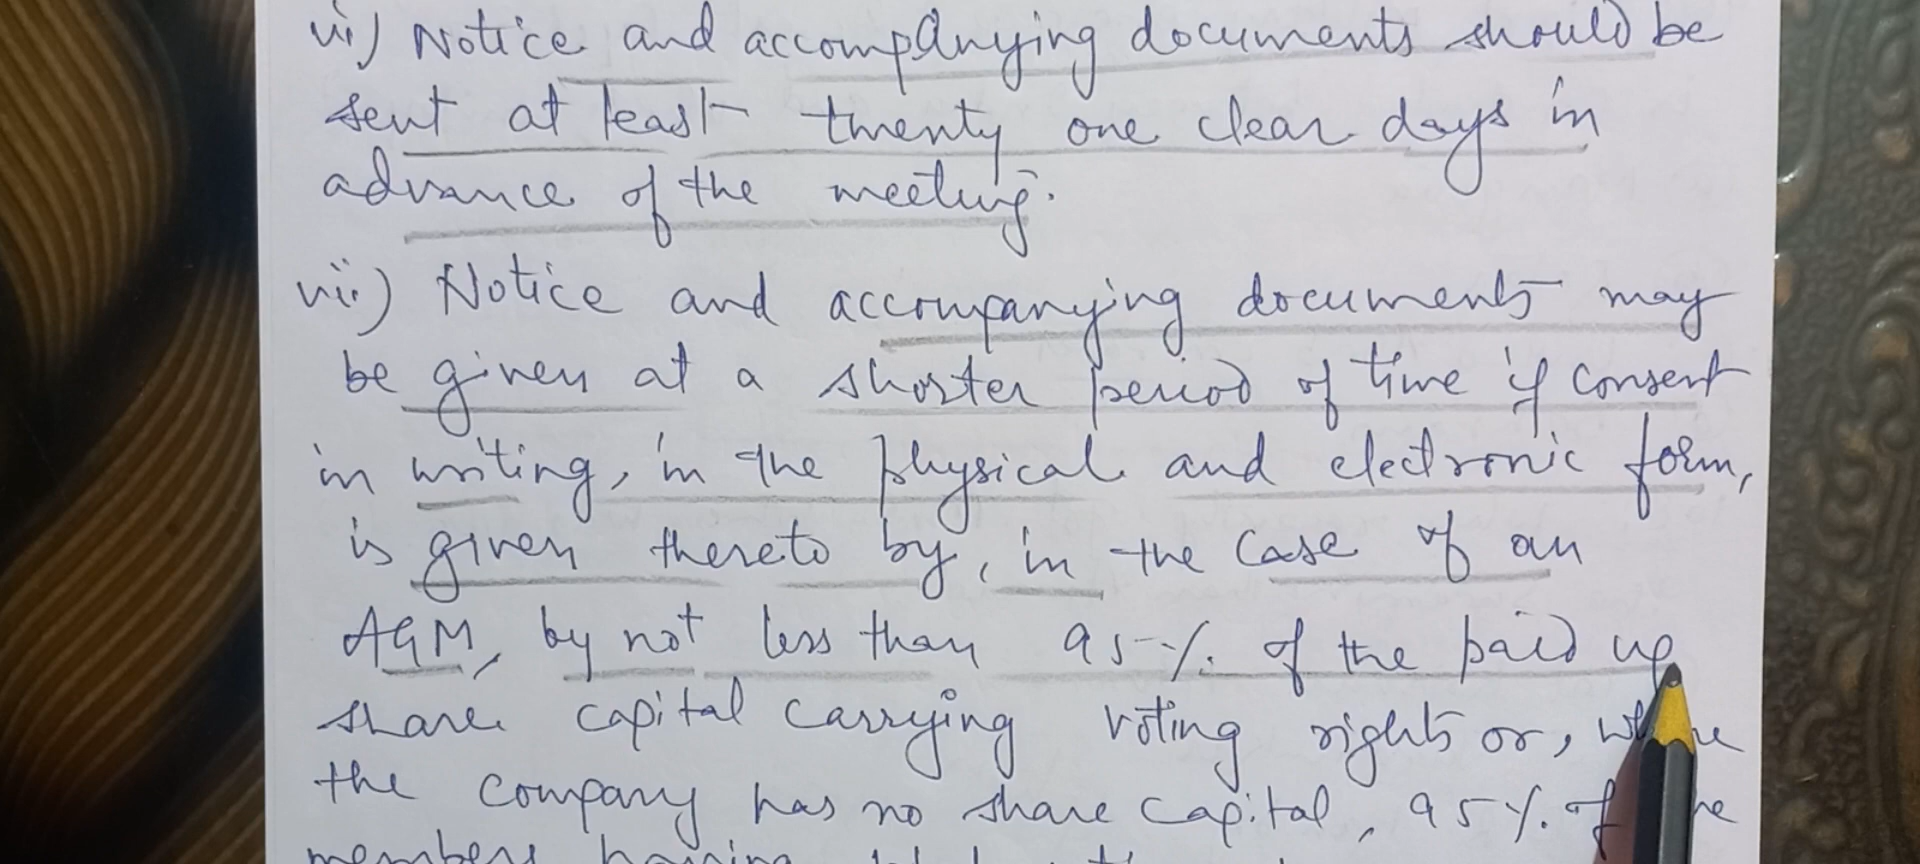 vi) Notice and accompanying documents should be
sent at least twenty one clear days in
advance of the meeting.
vii) Notice and accompanying documents may
be given at a shorter period of time if consent
in writing, in the physical and electronic form,
is given thereto by, in the case of an
AGM, by not less than 95% of the paid up
share capital carrying voting rights or,
the company has no share capital, 95% of
members having